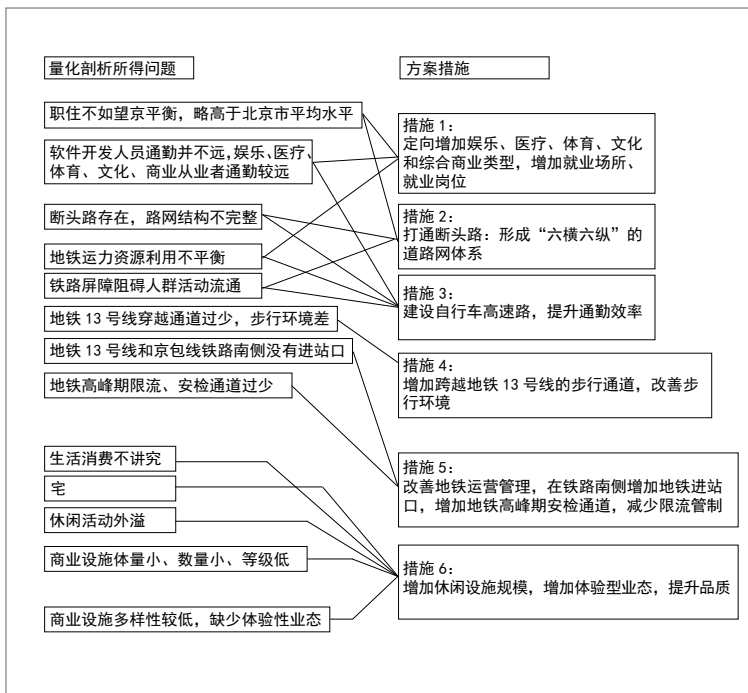 量化剖析所得问题
方案措施
职住不如望京平衡，略高于北京市平均水平
软件开发人员通勤并不远，娱乐、医疗、
体育、文化、商业从业者通勤较远
断头路存在，路网结构不完整
地铁运力资源利用不平衡
铁路屏障阻碍人群活动流通
地铁 13 号线穿越通道过少，步行环境差
地铁 13 号线和京包线铁路南侧没有进站口
地铁高峰期限流、安检通道过少
生活消费不讲究
宅
休闲活动外溢
商业设施体量小、数量小、等级低
商业设施多样性较低，缺少体验性业态
措施 1：
定向增加娱乐、医疗、体育、文化
和综合商业类型，增加就业场所、
就业岗位
措施 2：
打通断头路：形成“六横六纵”的
道路网体系
措施 3：
建设自行车高速路，提升通勤效率
措施 4：
增加跨越地铁 13 号线的步行通道，改善步
行环境
措施 5：
改善地铁运营管理，在铁路南侧增加地铁进站
口，增加地铁高峰期安检通道，减少限流管制
措施 6：
增加休闲设施规模，增加体验型业态，提升品质